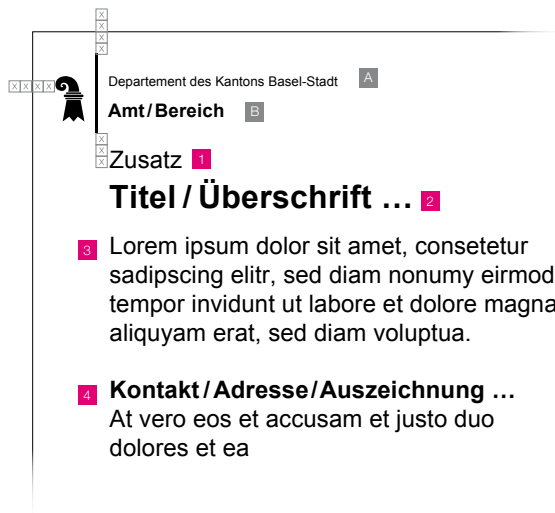 X
X
X
X
X X X X
Departement des Kantons Basel-Stadt A
Amt/Bereich B
X
X
X
Zusatz 1
Titel / Überschrift … 2
3 Lorem ipsum dolor sit amet, consetetur
sadipscing elitr, sed diam nonumy eirmod
tempor invidunt ut labore et dolore magna
aliquyam erat, sed diam voluptua.
4 Kontakt/Adresse/Auszeichnung …
At vero eos et accusam et justo duo
dolores et ea